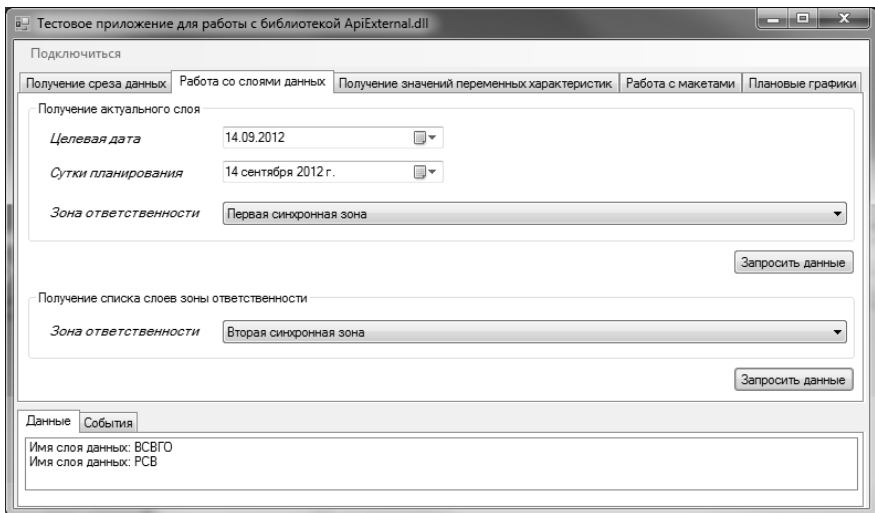 Тестовое приложение для работы с библиотекой ApiExternal.dll
Подключиться
Получение среза данных Работа со слоями данных Получение значений переменных характеристик Работа с макетами Плановые графики
Получение актуального слоя
Целевая дата 14.09.2012
Сутки планирования 14 сентября 2012 г.
Зона ответственности Первая синхронная зона
Запросить данные
Получение списка слоев зоны ответственности
Зона ответственности Вторая синхронная зона
Запросить данные
Данные События
Имя слоя данных: ВСВГО
Имя слоя данных: РСВ